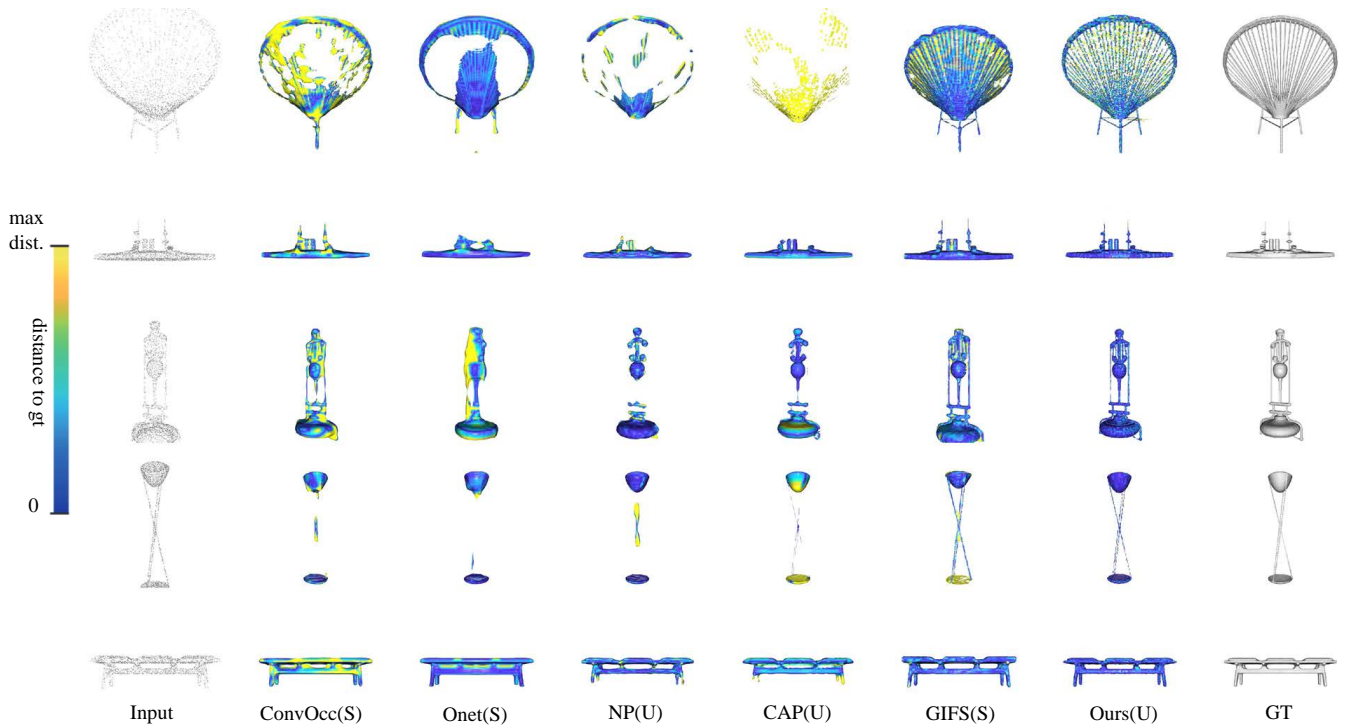 max
dist.
distance to gt
0
Input ConvOcc(S) Onet(S) NP(U) CAP(U) GIFS(S) Ours(U) GT